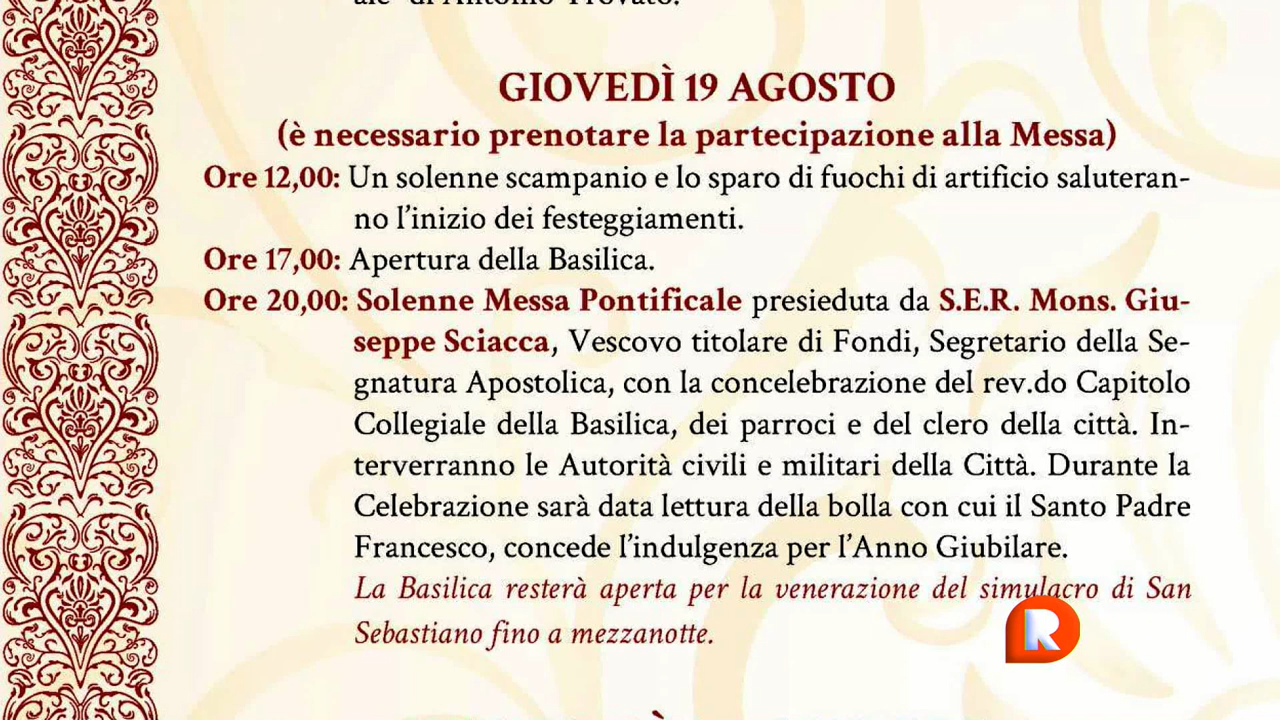 di Antonio Trovato.
GIOVEDÌ 19 AGOSTO
(è necessario prenotare la partecipazione alla Messa)
Ore 12,00: Un solenne scampanio e lo sparo di fuochi di artificio saluteran-
no l’inizio dei festeggiamenti.
Ore 17,00: Apertura della Basilica.
Ore 20,00: Solenne Messa Pontificale presieduta da S.E.R. Mons. Giu-
seppe Sciacca, Vescovo titolare di Fondi, Segretario della Se-
gnatura Apostolica, con la concelebrazione del rev.do Capitolo
Collegiale della Basilica, dei parroci e del clero della città. In-
terverranno le Autorità civili e militari della Città. Durante la
Celebrazione sarà data lettura della bolla con cui il Santo Padre
Francesco, concede l’indulgenza per l’Anno Giubilare.
La Basilica resterà aperta per la venerazione del simulacro di San
Sebastiano fino a mezzanotte.
R